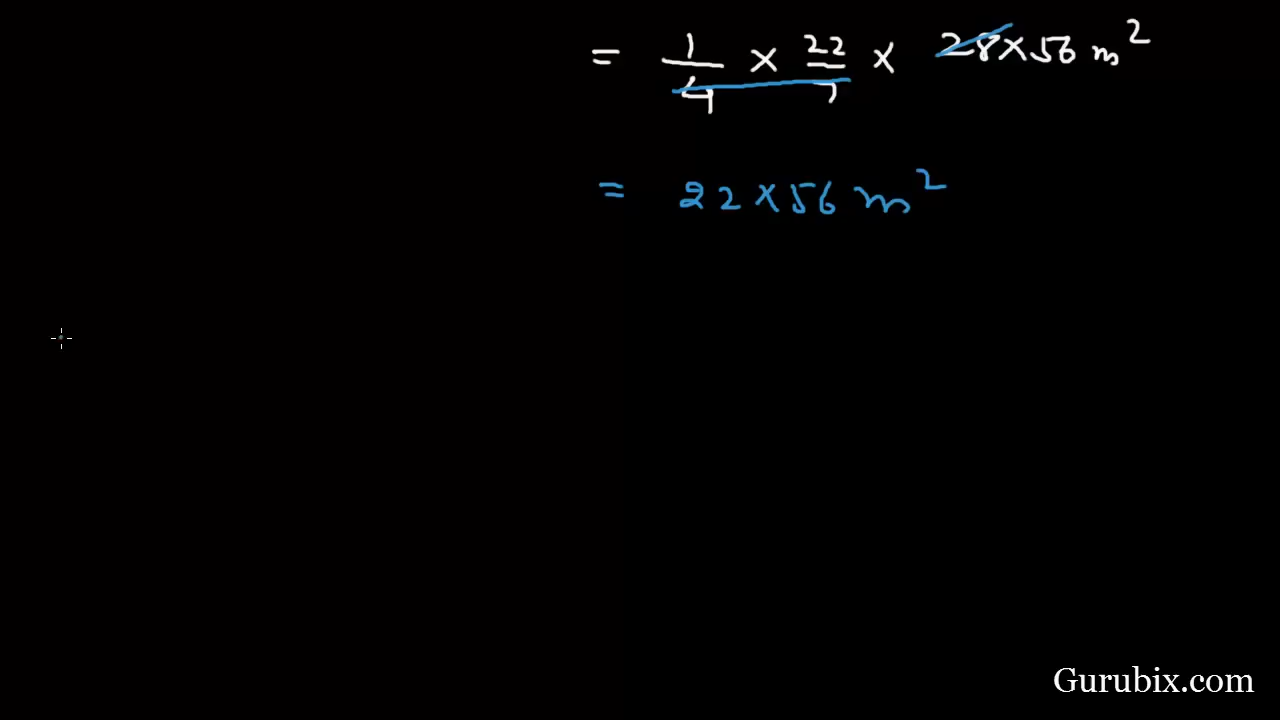 = 1/4 × 22/7 × 28×56 m²
= 22×56 m²
Gurubix.com